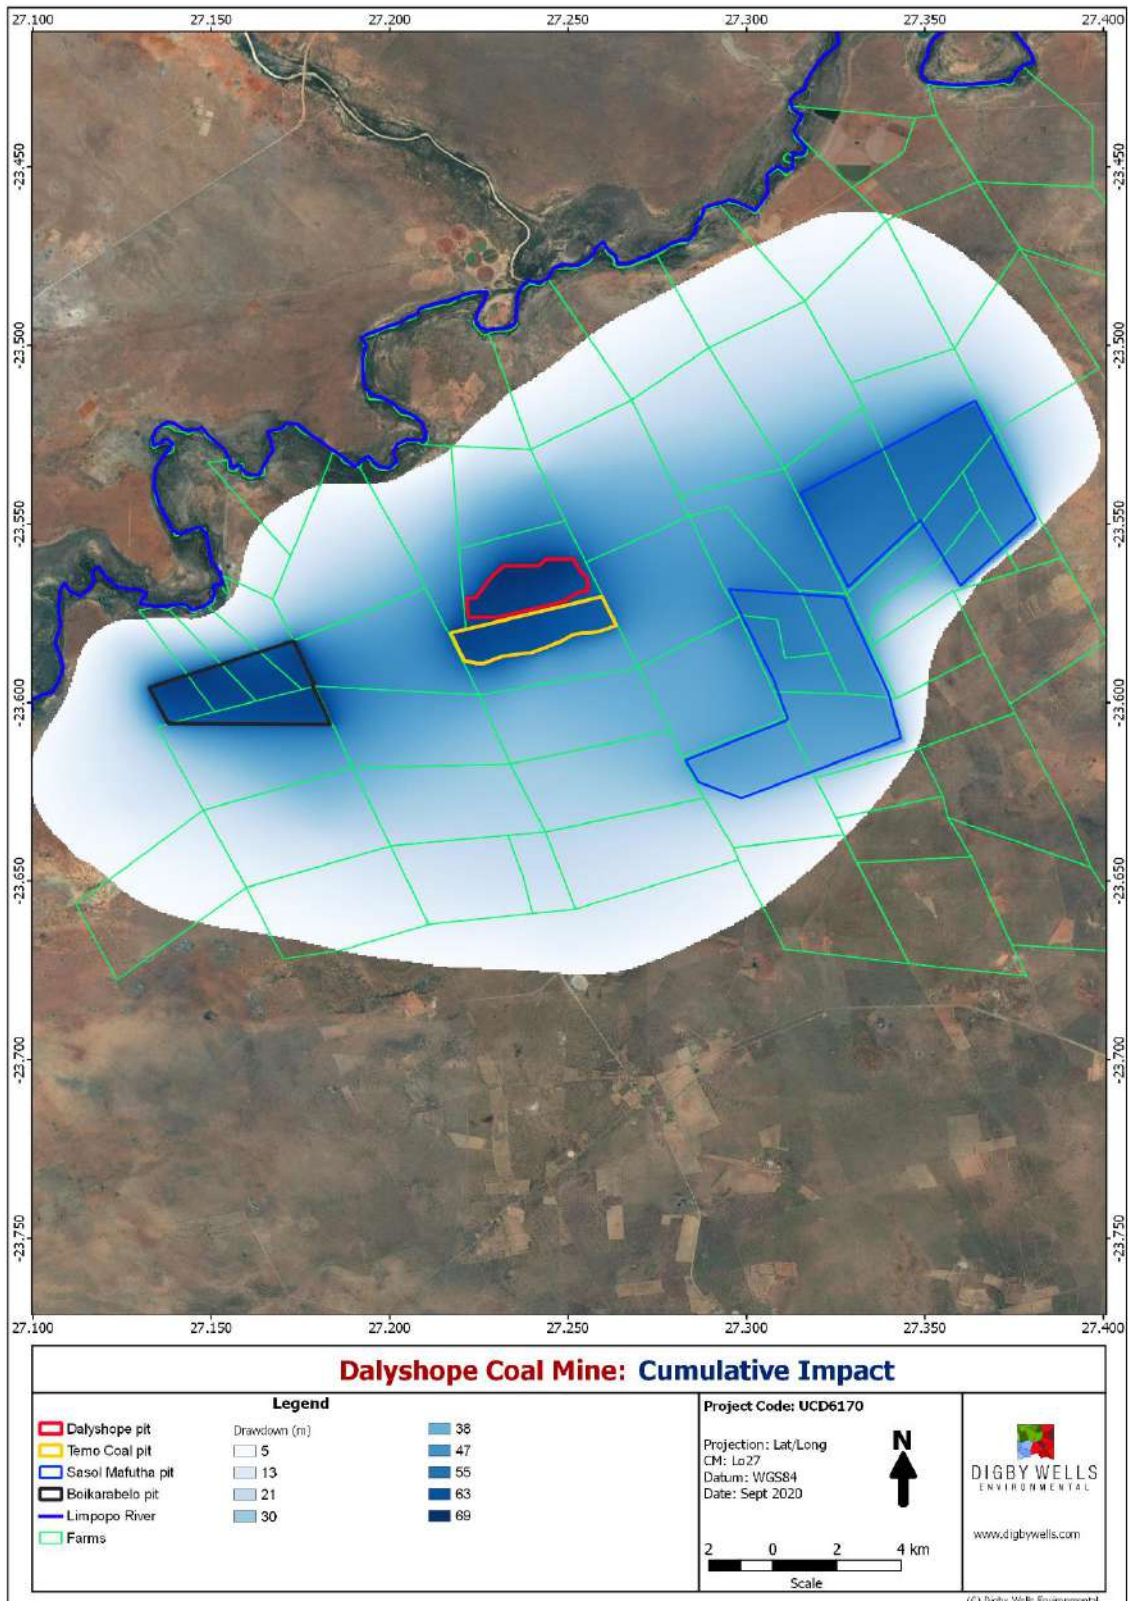 27.100 27.150 27.200 27.250 27.300 27.350 27.400
-23.450 -23.450
-23.500 -23.500
-23.550 -23.550
-23.600 -23.600
-23.650 -23.650
-23.700 -23.700
-23.750 -23.750
27.100 27.150 27.200 27.250 27.300 27.350 27.400
Dalyshope Coal Mine: Cumulative Impact
Legend
Dalyshope pit
Temo Coal pit
Sasol Mafutha pit
Boikarabelo pit
Limpopo River
Farms
Drawdown (m)
5
13
21
30
38
47
55
63
69
Project Code: UCD6170
Projection: Lat/Long
CM: Lo27
Datum: WGS84
Date: Sept 2020
N
2 0 2 4 km
Scale
DIGBY WELLS
ENVIRONMENTAL
www.digbywells.com
(C) Digby Wells Environmental